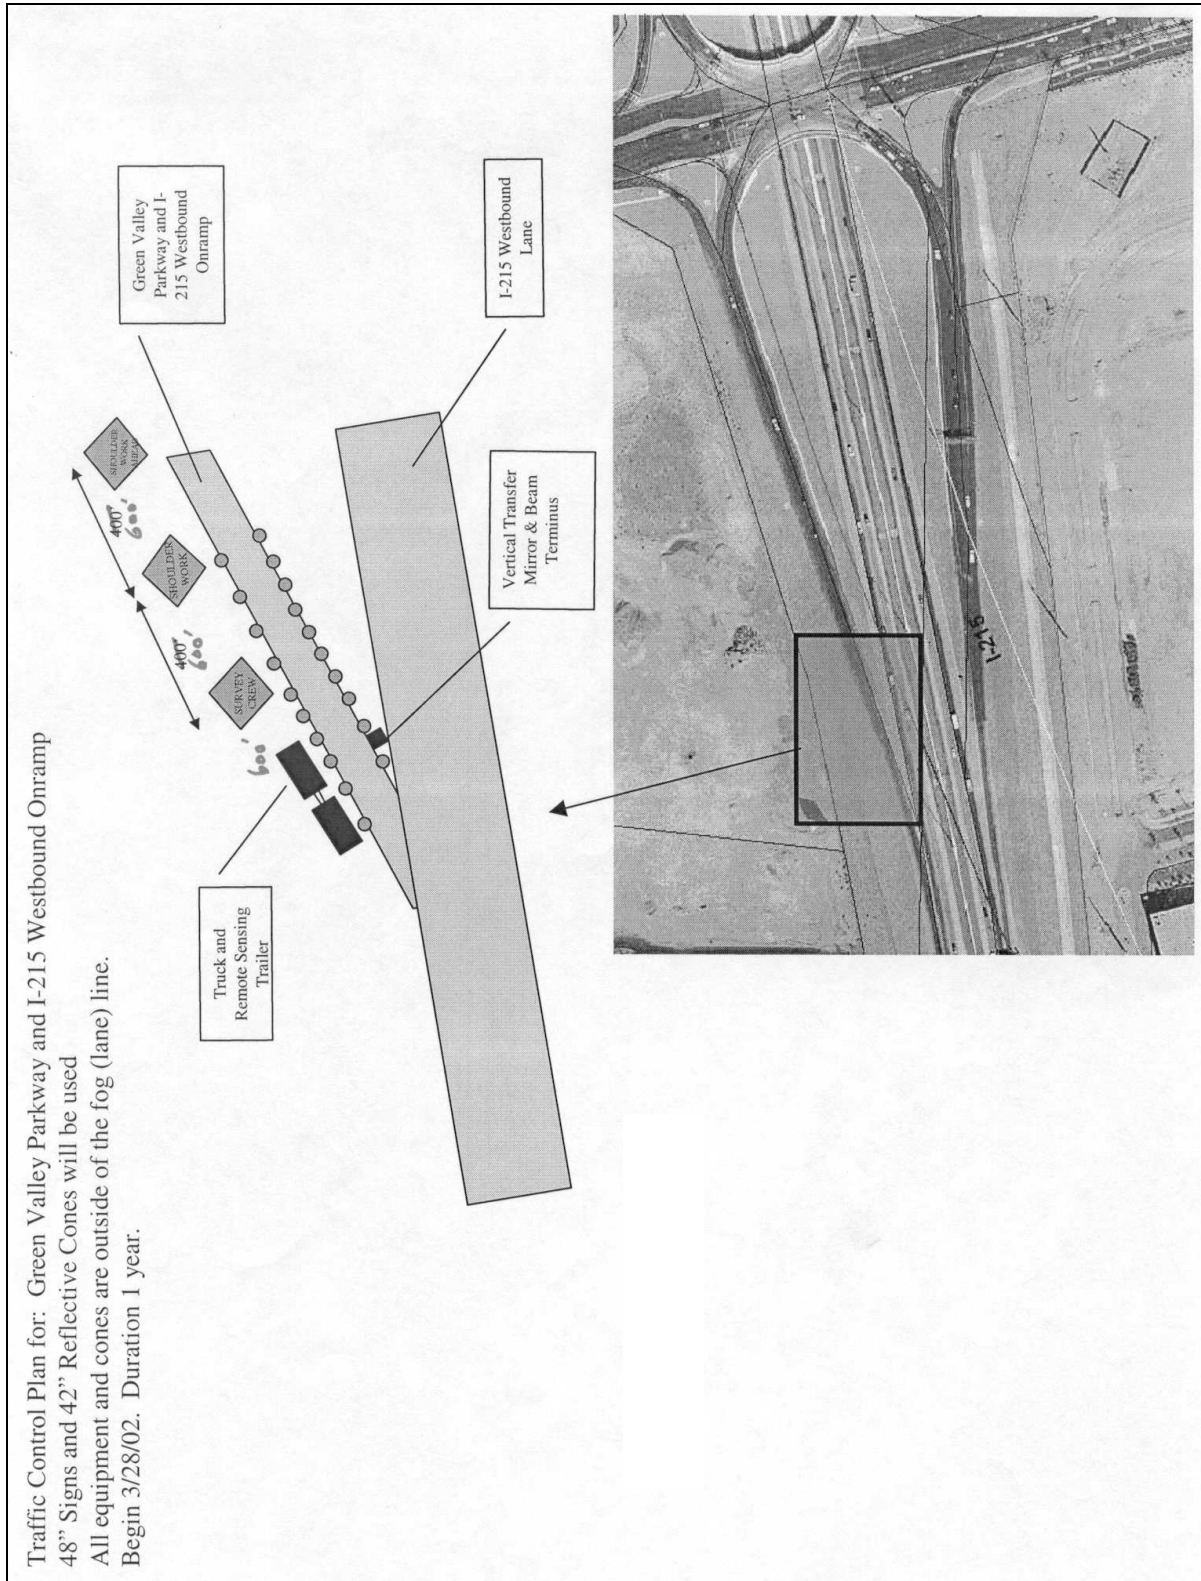 Traffic Control Plan for: Green Valley Parkway and I-215 Westbound Onramp
48” Signs and 42” Reflective Cones will be used
All equipment and cones are outside of the fog (lane) line.
Begin 3/28/02. Duration 1 year.
Truck and
Remote Sensing
Trailer
600'
SURVEY
CREW
400'
600'
SHOULDER
WORK
400'
600'
SHOULDER
WORK
AHEAD
Green Valley
Parkway and I-
215 Westbound
Onramp
Vertical Transfer
Mirror & Beam
Terminus
I-215 Westbound
Lane
I-215